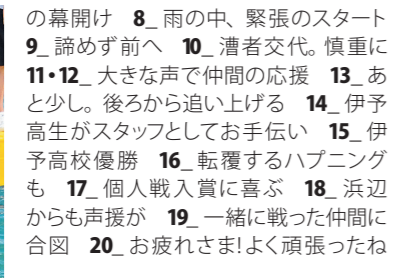 の幕開け 8_ 雨の中、緊張のスタート
9_ 諦めず前へ 10_ 漕者交代。慎重に
11・12_ 大きな声で仲間の応援 13_ あ
と少し。後ろから追い上げる 14_ 伊予
高生がスタッフとしてお手伝い 15_ 伊
予高校優勝 16_ 転覆するハプニング
も 17_ 個人戦入賞に喜ぶ 18_ 浜辺
からも声援が 19_ 一緒に戦った仲間に
合図 20_ お疲れさま!よく頑張ったね